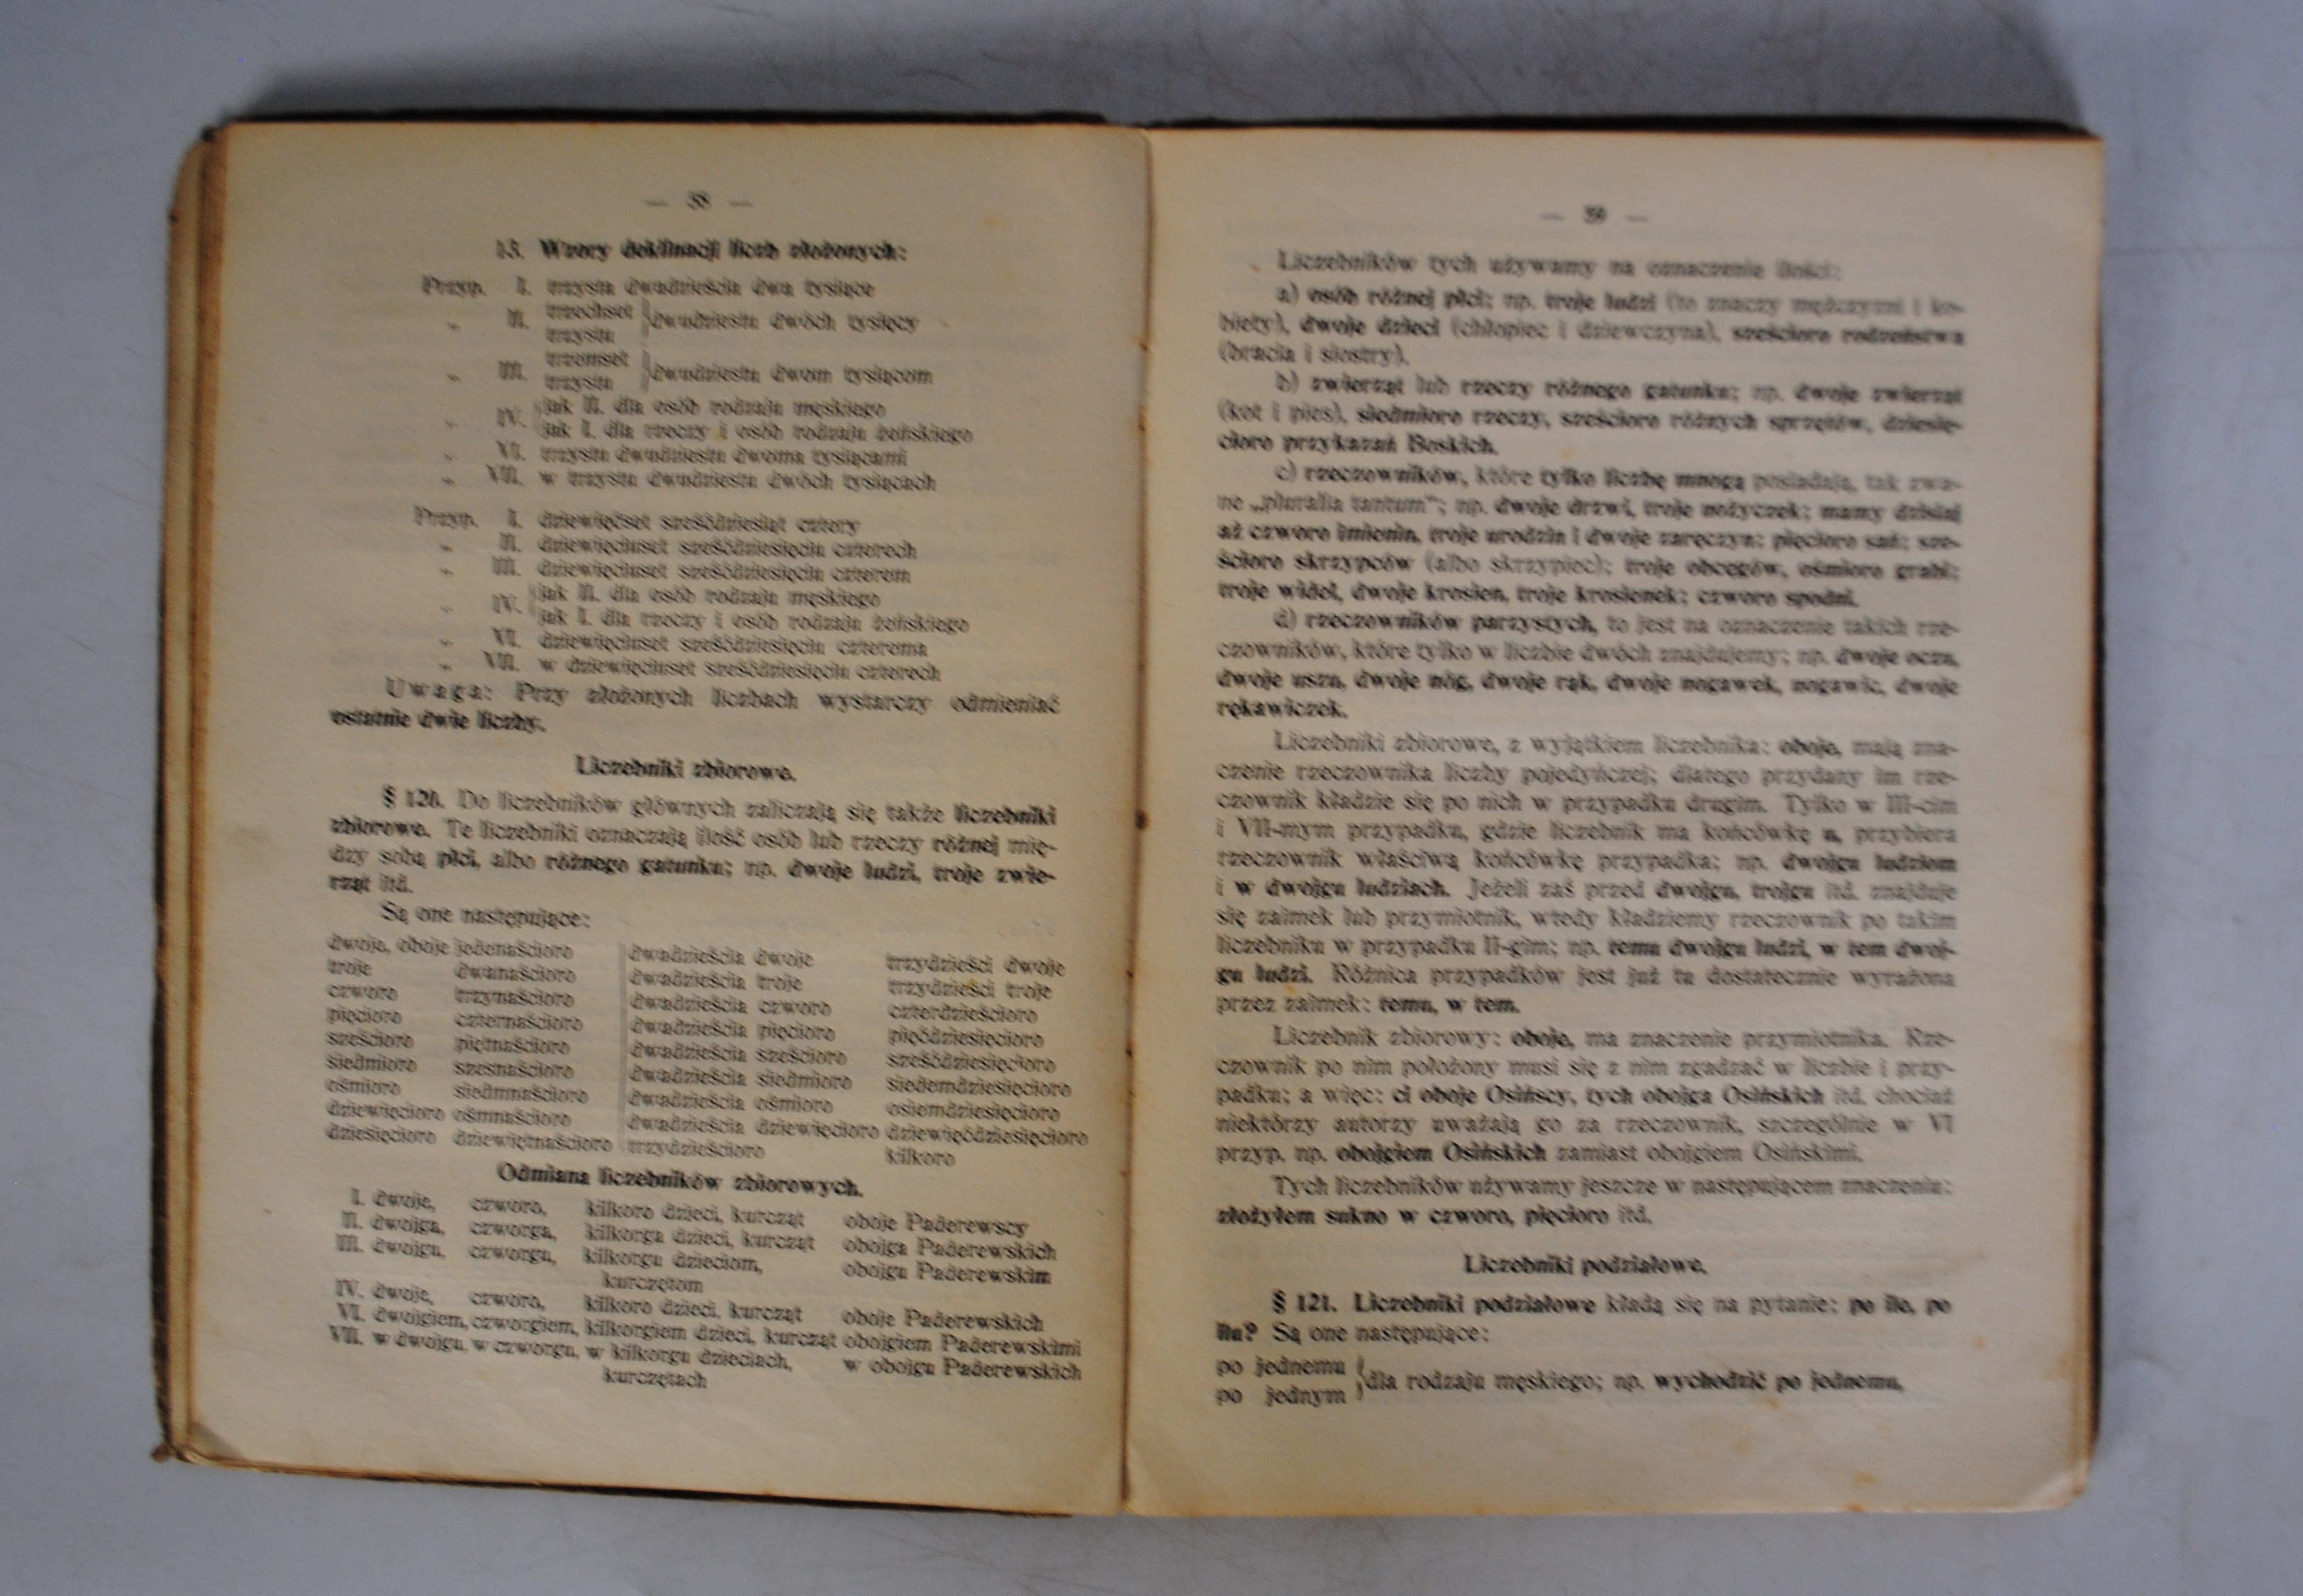 — 58 —
13. Wzory deklinacji liczb złożonych:
Przyp. I. trzysta dwadzieścia dwa tysiące
„ II. trzechset
trzystu } dwudziestu dwóch tysięcy
„ III. trzemset
trzystu } dwudziestu dwom tysiącom
„ IV. { jak II. dla osób rodzaju męskiego
jak I. dla rzeczy i osób rodzaju żeńskiego
„ VI. trzystu dwudziestu dwoma tysiącami
„ VII. w trzystu dwudziestu dwóch tysiącach
Przyp. I. dziewięćset sześćdziesiąt cztery
„ II. dziewięciuset sześćdziesięciu czterech
„ III. dziewięciuset sześćdziesięciu czterem
„ IV. { jak II. dla osób rodzaju męskiego
jak I. dla rzeczy i osób rodzaju żeńskiego
„ VI. dziewięciuset sześćdziesięciu czterema
„ VII. w dziewięciuset sześćdziesięciu czterech
Uwaga: Przy złożonych liczbach wystarczy odmieniać
ostatnie dwie liczby.
Liczebniki zbiorowe.
§ 120. Do liczebników głównych zaliczają się także liczebniki
zbiorowe. Te liczebniki oznaczają ilość osób lub rzeczy różnej mię-
dzy sobą płci, albo różnego gatunku; np. dwoje ludzi, troje zwie-
rząt itd.
Są one następujące:
dwoje, oboje jedenaścioro dwadzieścia dwoje trzydzieści dwoje
troje dwanaścioro dwadzieścia troje trzydzieści troje
czworo trzynaścioro dwadzieścia czworo czterdzieścioro
pięcioro czternaścioro dwadzieścia pięcioro pięćdziesięcioro
sześcioro piętnaścioro dwadzieścia sześcioro sześćdziesięcioro
siedmioro szesnaścioro dwadzieścia siedmioro siedemdziesięcioro
ośmioro siedmnaścioro dwadzieścia ośmioro osiemdziesięcioro
dziewięcioro ośmnaścioro dwadzieścia dziewięcioro dziewięćdziesięcioro
dziesięcioro dziewiętnaścioro trzydzieścioro kilkoro
Odmiana liczebników zbiorowych.
I. dwoje, czworo, kilkoro dzieci, kurcząt oboje Paderewscy
II. dwojga, czworga, kilkorga dzieci, kurcząt obojga Paderewskich
III. dwojgu, czworgu, kilkorgu dzieciom, obojgu Paderewskim
kurczętom
IV. dwoje, czworo, kilkoro dzieci, kurcząt oboje Paderewskich
VI. dwojgiem, czworgiem, kilkorgiem dzieci, kurcząt obojgiem Paderewskimi
VII. w dwojgu, w czworgu, w kilkorgu dzieciach, w obojgu Paderewskich
kurczętach
— 59 —
Liczebników tych używamy na oznaczenie ilości:
a) osób różnej płci; np. troje ludzi (to znaczy mężczyzni i ko-
biety), dwoje dzieci (chłopiec i dziewczyna), sześcioro rodzeństwa
(bracia i siostry).
b) zwierząt lub rzeczy różnego gatunku; np. dwoje zwierząt
(kot i pies), siedmioro rzeczy, sześcioro różnych sprzętów, dziesię-
cioro przykazań Boskich.
c) rzeczowników, które tylko liczbę mnogą posiadają, tak zwa-
ne „pluralia tantum“; np. dwoje drzwi, troje nożyczek; mamy dzisiaj
aż czworo imienin, troje urodzin i dwoje zaręczyn; pięcioro sań; sze-
ścioro skrzypców (albo skrzypiec); troje obcęgów, ośmioro grabi;
troje wideł, dwoje krosien, troje krosienek; czworo spodni.
d) rzeczowników parzystych, to jest na oznaczenie takich rze-
czowników, które tylko w liczbie dwóch znajdujemy; np. dwoje oczu,
dwoje uszu, dwoje nóg, dwoje rąk, dwoje nogawek, nogawic, dwoje
rękawiczek.
Liczebniki zbiorowe, z wyjątkiem liczebnika: oboje, mają zna-
czenie rzeczownika liczby pojedyńczej; dlatego przydany im rze-
czownik kładzie się po nich w przypadku drugim. Tylko w III-cim
i VII-mym przypadku, gdzie liczebnik ma końcówkę u, przybiera
rzeczownik właściwą końcówkę przypadka; np. dwojgu ludziom
i w dwojgu ludziach. Jeżeli zaś przed dwojgu, trojgu itd. znajduje
się zaimek lub przymiotnik, wtedy kładziemy rzeczownik po takim
liczebniku w przypadku II-gim; np. temu dwojgu ludzi, w tem dwoj-
gu ludzi. Różnica przypadków jest już tu dostatecznie wyrażona
przez zaimek: temu, w tem.
Liczebnik zbiorowy: oboje, ma znaczenie przymiotnika. Rze-
czownik po nim położony musi się z nim zgadzać w liczbie i przy-
padku; a więc: ci oboje Osińscy, tych obojga Osińskich itd. chociaż
niektórzy autorzy uważają go za rzeczownik, szczególnie w VI
przyp. np. obojgiem Osińskich zamiast obojgiem Osińskimi.
Tych liczebników używamy jeszcze w następującem znaczeniu:
złożyłem sukno w czworo, pięcioro itd.
Liczebniki podziałowe.
§ 121. Liczebniki podziałowe kładą się na pytanie: po ile, po
ilu? Są one następujące:
po jednemu
po jednym } dla rodzaju męskiego; np. wychodzić po jednemu,